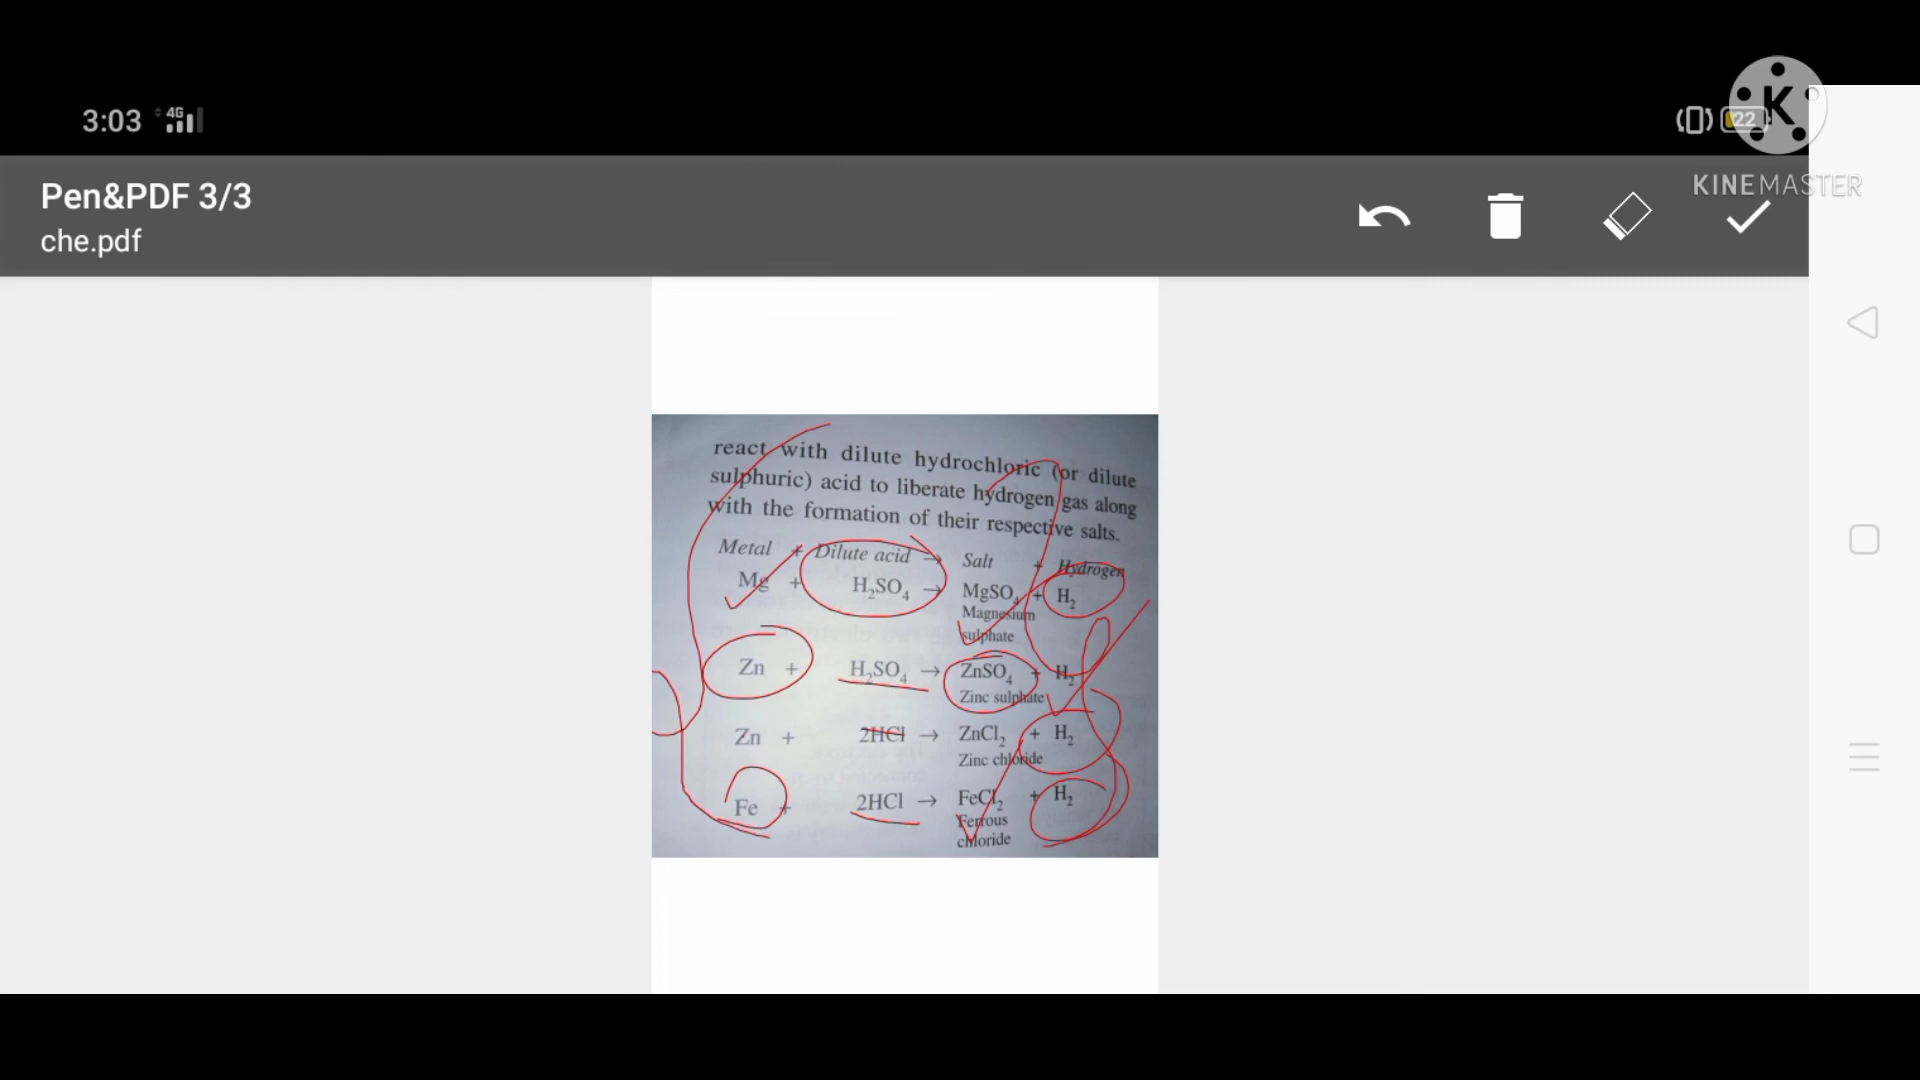 3:03 4G 22
K
KINEMASTER
Pen&PDF 3/3
che.pdf
react with dilute hydrochloric (or dilute
sulphuric) acid to liberate hydrogen gas along
with the formation of their respective salts.
Metal + Dilute acid → Salt + Hydrogen
Mg + H₂SO₄ → MgSO₄ + H₂
Magnesium
sulphate
Zn + H₂SO₄ → ZnSO₄ + H₂
Zinc sulphate
Zn + 2HCl → ZnCl₂ + H₂
Zinc chloride
Fe + 2HCl → FeCl₂ + H₂
Ferrous
chloride